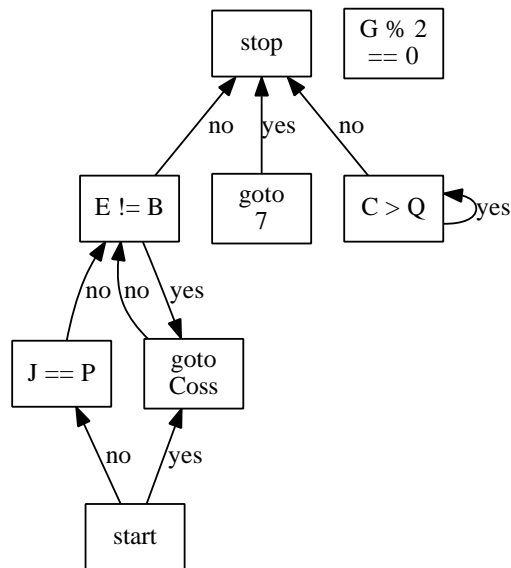 stop
G % 2
== 0
no
yes
no
E != B
goto
7
C > Q
yes
no
no
yes
J == P
goto
Coss
no
yes
start